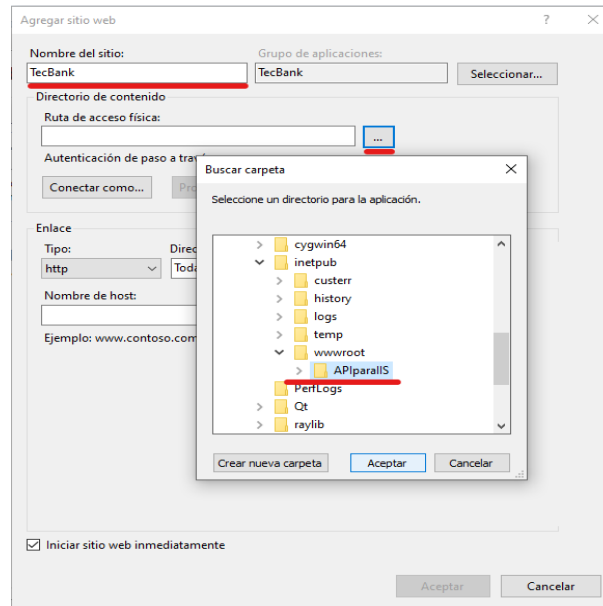 Agregar sitio web ? ×
Nombre del sitio: Grupo de aplicaciones:
TecBank TecBank Seleccionar...
Directorio de contenido
Ruta de acceso física:
...
Autenticación de paso a
Conectar como...
Buscar carpeta ×
Seleccione un directorio para la aplicación.
cygwin64
inetpub
custerr
history
logs
temp
wwwroot
APIparaIIS
PerfLogs
Qt
raylib
Crear nueva carpeta Aceptar Cancelar
Enlace
Tipo:
http
Nombre de host:
Ejemplo: www.contoso.com
Iniciar sitio web inmediatamente
Aceptar Cancelar